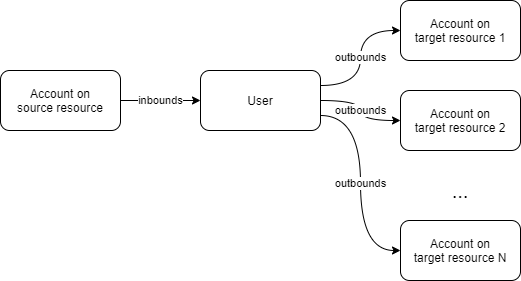 Account on
source resource
inbounds
User
outbounds
Account on
target resource 1
outbounds
Account on
target resource 2
outbounds
...
Account on
target resource N